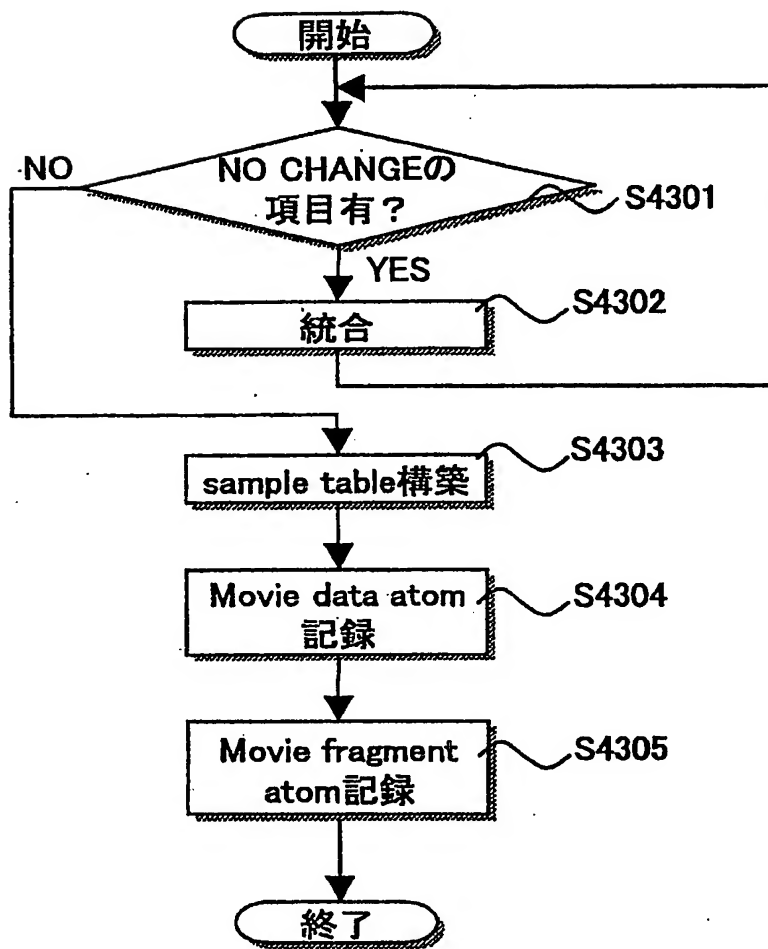 開始
NO
NO CHANGEの
項目有?
S4301
YES
S4302
統合
S4303
sample table構築
Movie data atom
記録
S4304
Movie fragment
atom記録
S4305
終了